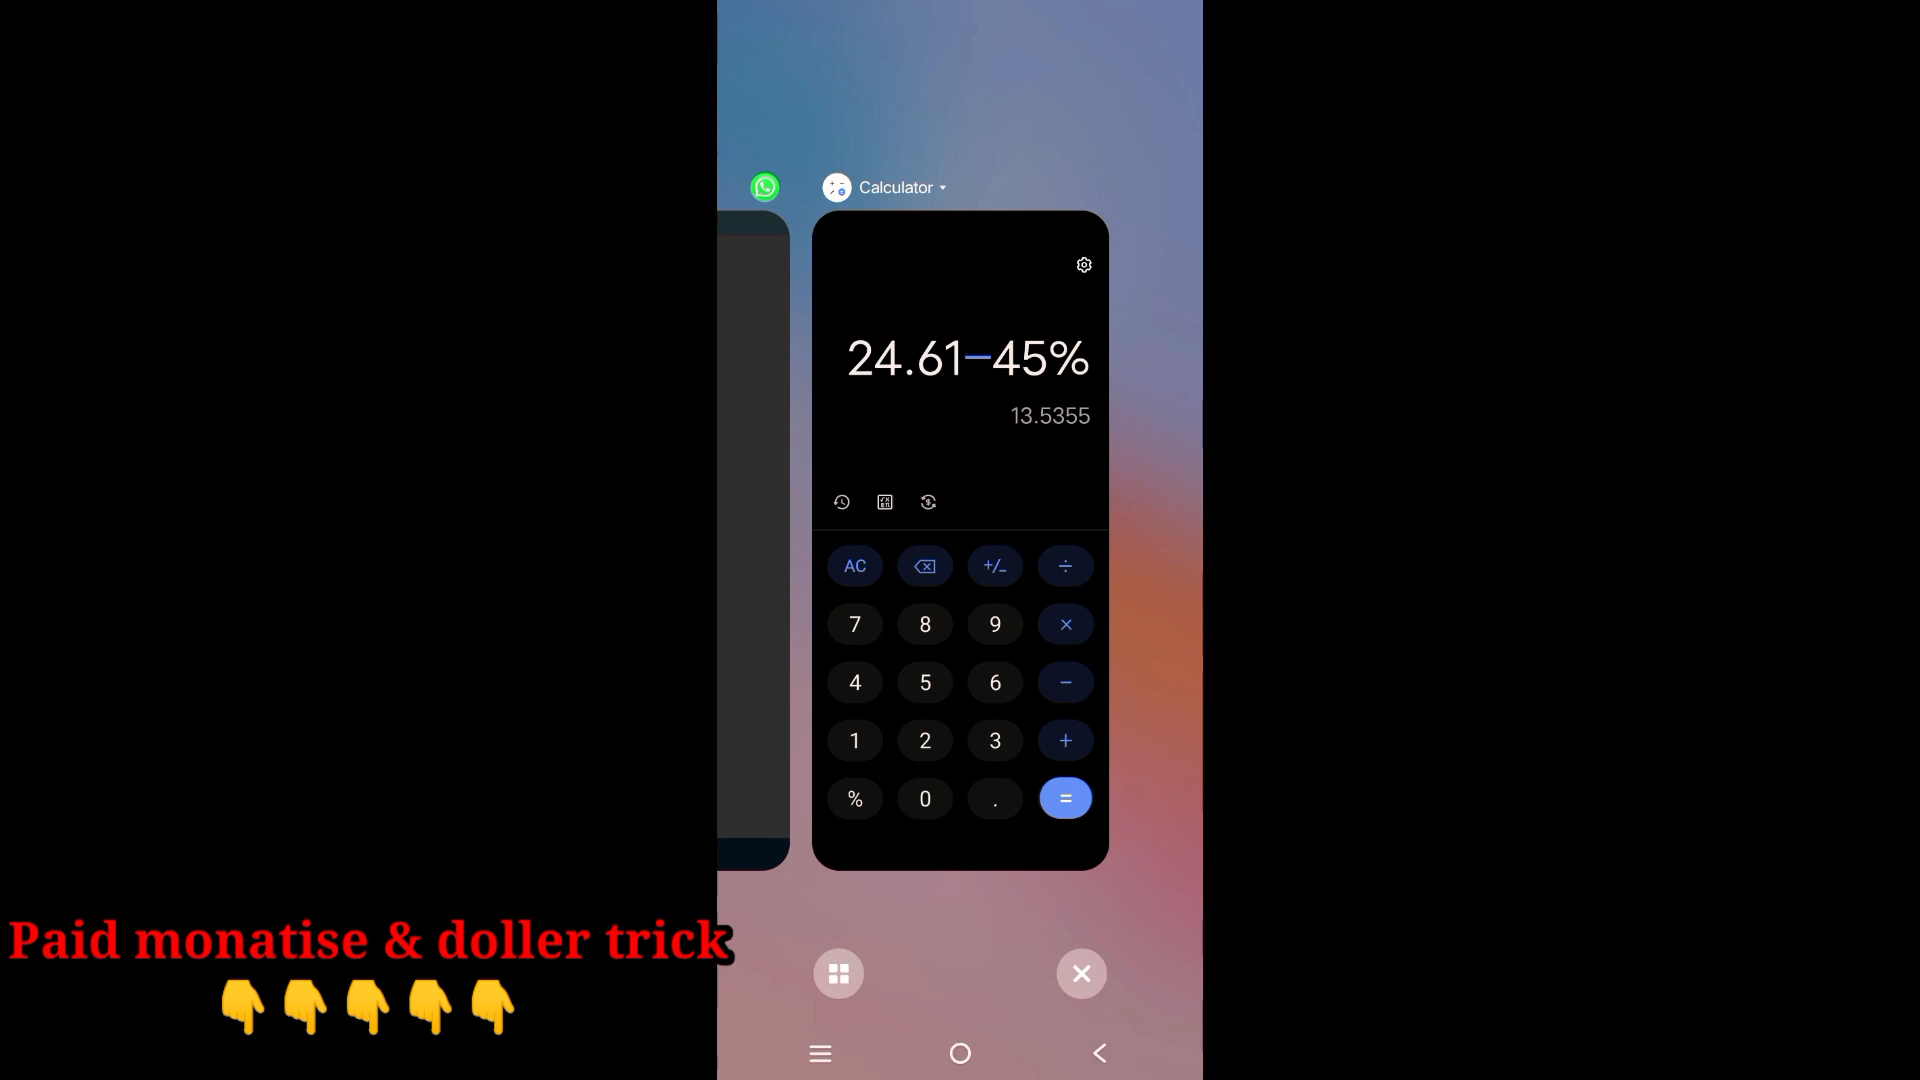 Calculator
24.61−45%
13.5355
AC +/− ÷
7 8 9 ×
4 5 6 −
1 2 3 +
% 0 . =
Paid monatise & doller trick
👇👇👇👇👇